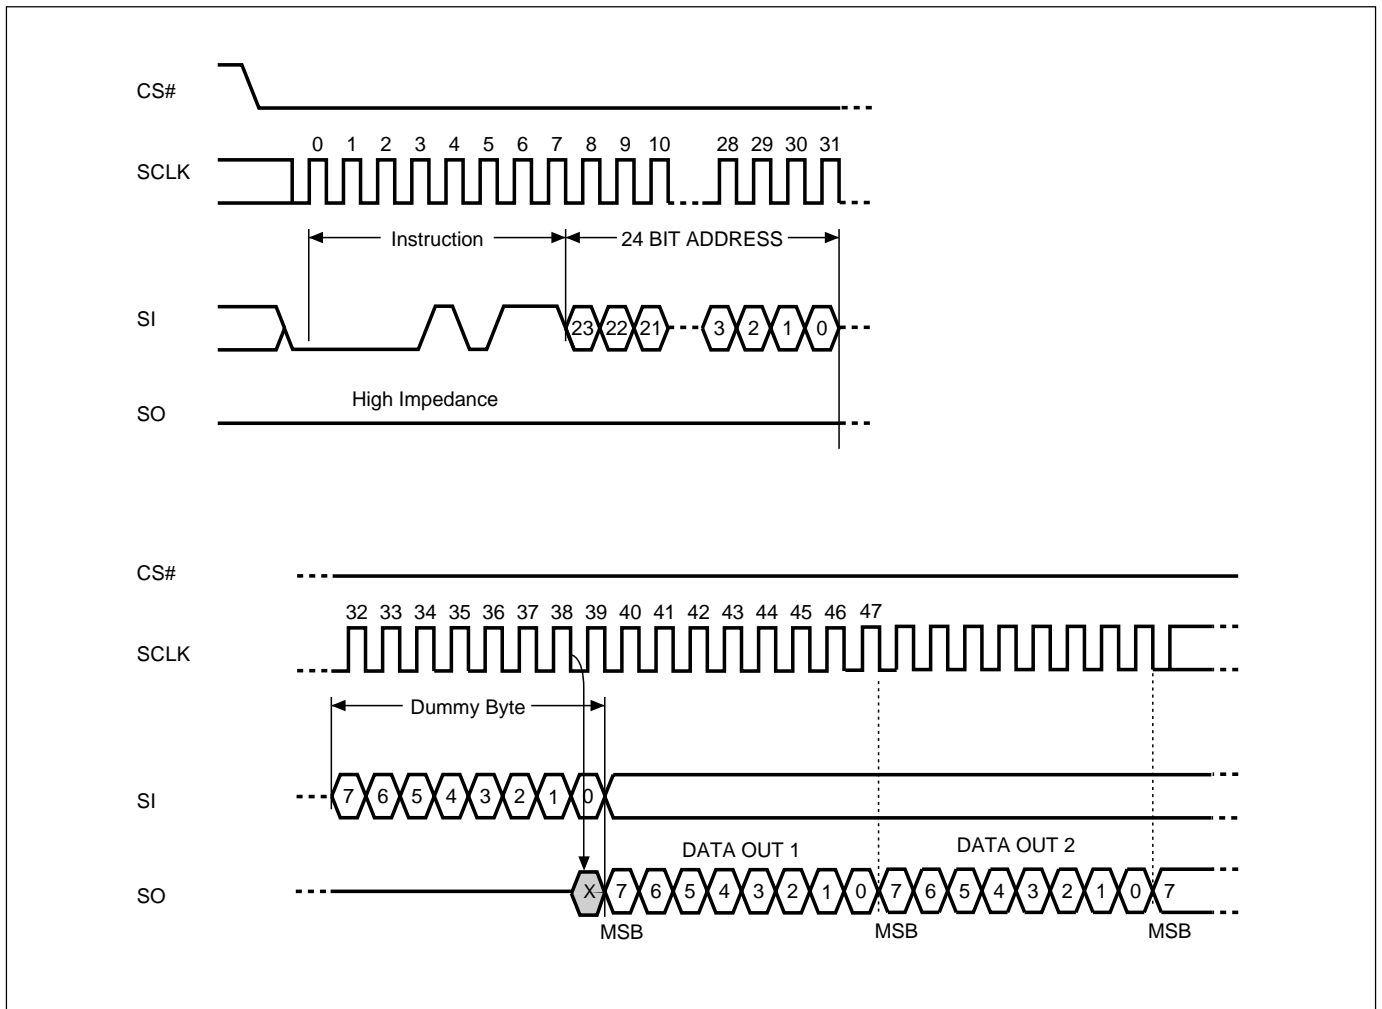 CS#
0 1 2 3 4 5 6 7 8 9 10 28 29 30 31
SCLK
Instruction 24 BIT ADDRESS
SI
23 22 21 3 2 1 0
High Impedance
SO
CS#
32 33 34 35 36 37 38 39 40 41 42 43 44 45 46 47
SCLK
Dummy Byte
SI
7 6 5 4 3 2 1 0
DATA OUT 1 DATA OUT 2
SO
X 7 6 5 4 3 2 1 0 7 6 5 4 3 2 1 0 7
MSB MSB MSB